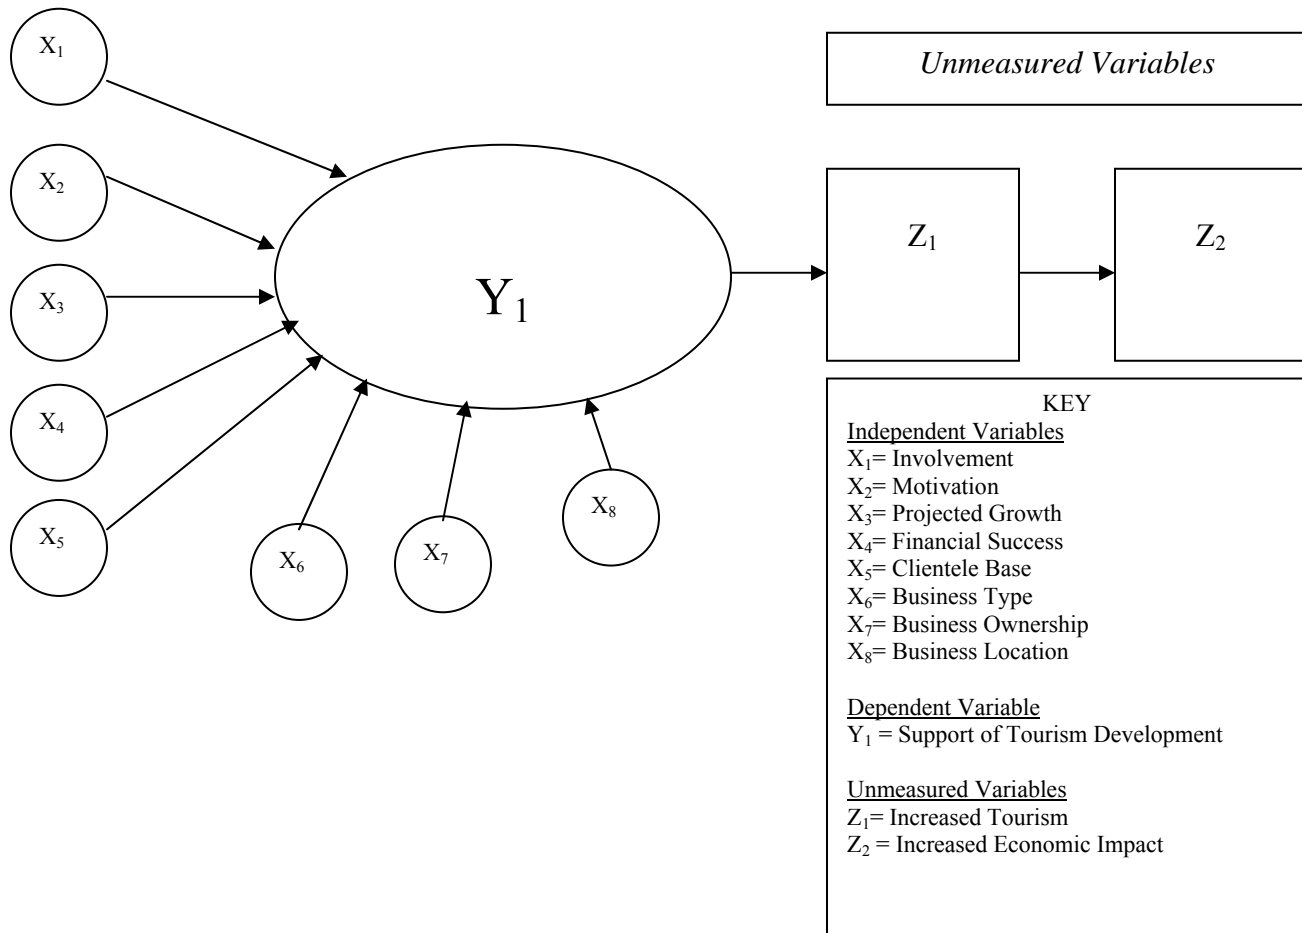 X₁
Unmeasured Variables
X₂
Z₁
Z₂
X₃
Y₁
X₄
X₅
X₆
X₇
X₈
KEY
Independent Variables
X₁= Involvement
X₂= Motivation
X₃= Projected Growth
X₄= Financial Success
X₅= Clientele Base
X₆= Business Type
X₇= Business Ownership
X₈= Business Location
Dependent Variable
Y₁ = Support of Tourism Development
Unmeasured Variables
Z₁= Increased Tourism
Z₂ = Increased Economic Impact